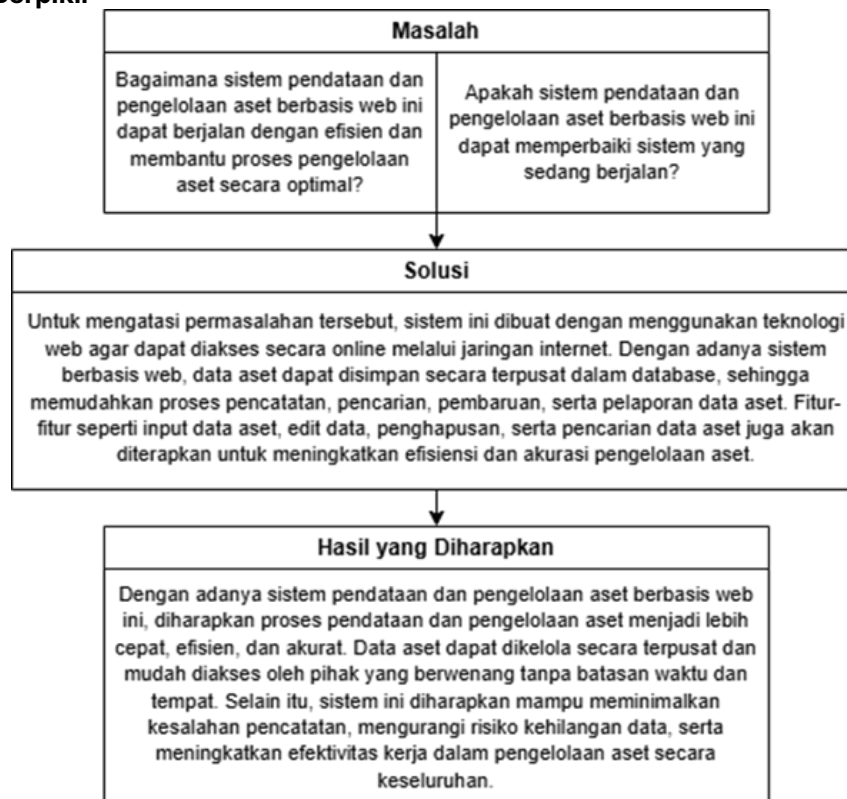 Masalah
Bagaimana sistem pendataan dan
pengelolaan aset berbasis web ini
dapat berjalan dengan efisien dan
membantu proses pengelolaan
aset secara optimal?
Apakah sistem pendataan dan
pengelolaan aset berbasis web ini
dapat memperbaiki sistem yang
sedang berjalan?
Solusi
Untuk mengatasi permasalahan tersebut, sistem ini dibuat dengan menggunakan teknologi
web agar dapat diakses secara online melalui jaringan internet. Dengan adanya sistem
berbasis web, data aset dapat disimpan secara terpusat dalam database, sehingga
memudahkan proses pencatatan, pencarian, pembaruan, serta pelaporan data aset. Fitur-
fitur seperti input data aset, edit data, penghapusan, serta pencarian data aset juga akan
diterapkan untuk meningkatkan efisiensi dan akurasi pengelolaan aset.
Hasil yang Diharapkan
Dengan adanya sistem pendataan dan pengelolaan aset berbasis web
ini, diharapkan proses pendataan dan pengelolaan aset menjadi lebih
cepat, efisien, dan akurat. Data aset dapat dikelola secara terpusat dan
mudah diakses oleh pihak yang berwenang tanpa batasan waktu dan
tempat. Selain itu, sistem ini diharapkan mampu meminimalkan
kesalahan pencatatan, mengurangi risiko kehilangan data, serta
meningkatkan efektivitas kerja dalam pengelolaan aset secara
keseluruhan.